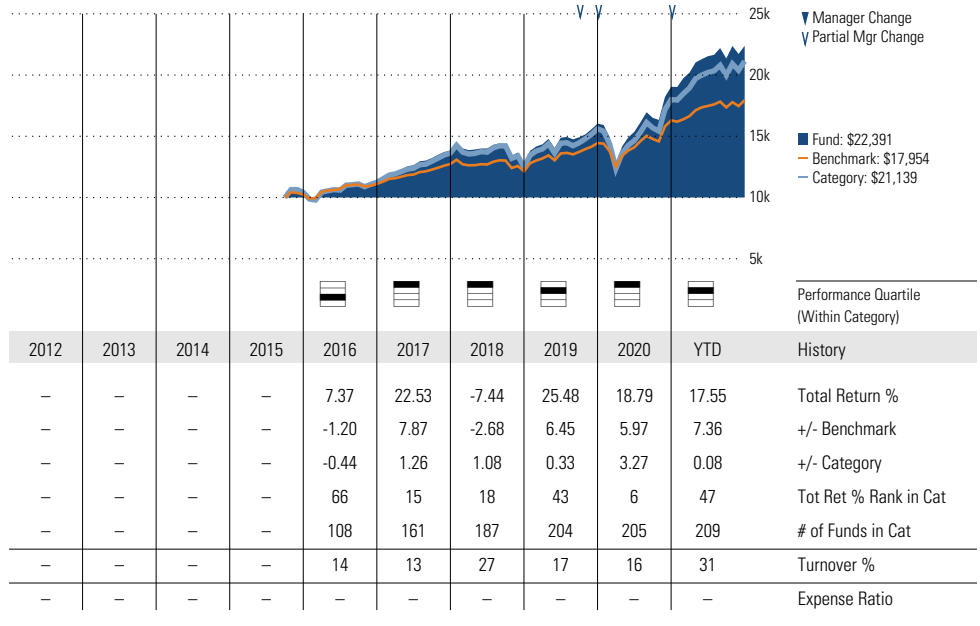 25k
▼ Manager Change
∨ Partial Mgr Change
20k
15k
Fund: $22,391
Benchmark: $17,954
Category: $21,139
10k
5k
Performance Quartile
(Within Category)
2012 2013 2014 2015 2016 2017 2018 2019 2020 YTD History
– – – – 7.37 22.53 -7.44 25.48 18.79 17.55 Total Return %
– – – – -1.20 7.87 -2.68 6.45 5.97 7.36 +/- Benchmark
– – – – -0.44 1.26 1.08 0.33 3.27 0.08 +/- Category
– – – – 66 15 18 43 6 47 Tot Ret % Rank in Cat
– – – – 108 161 187 204 205 209 # of Funds in Cat
– – – – 14 13 27 17 16 31 Turnover %
– – – – – – – – – – Expense Ratio